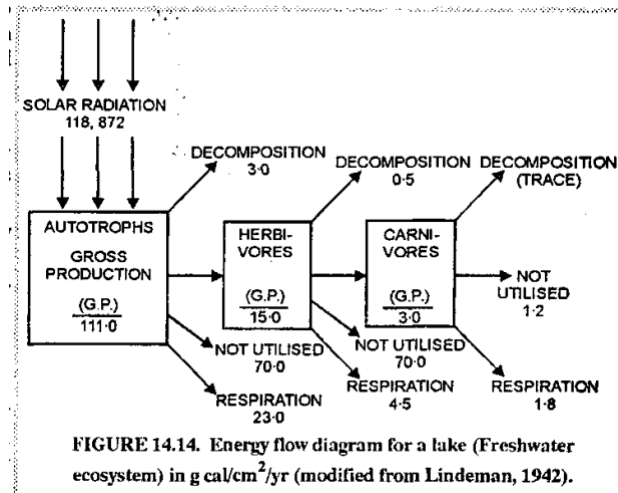 SOLAR RADIATION
118, 872
DECOMPOSITION
3·0
DECOMPOSITION
0·5
DECOMPOSITION
(TRACE)
AUTOTROPHS
GROSS
PRODUCTION
(G.P.)
111·0
HERBI-
VORES
(G.P.)
15·0
CARNI-
VORES
(G.P.)
3·0
NOT
UTILISED
1·2
NOT UTILISED
70·0
NOT UTILISED
70·0
RESPIRATION
23·0
RESPIRATION
4·5
RESPIRATION
1·8
FIGURE 14.14. Energy flow diagram for a lake (Freshwater
ecosystem) in g cal/cm²/yr (modified from Lindeman, 1942).